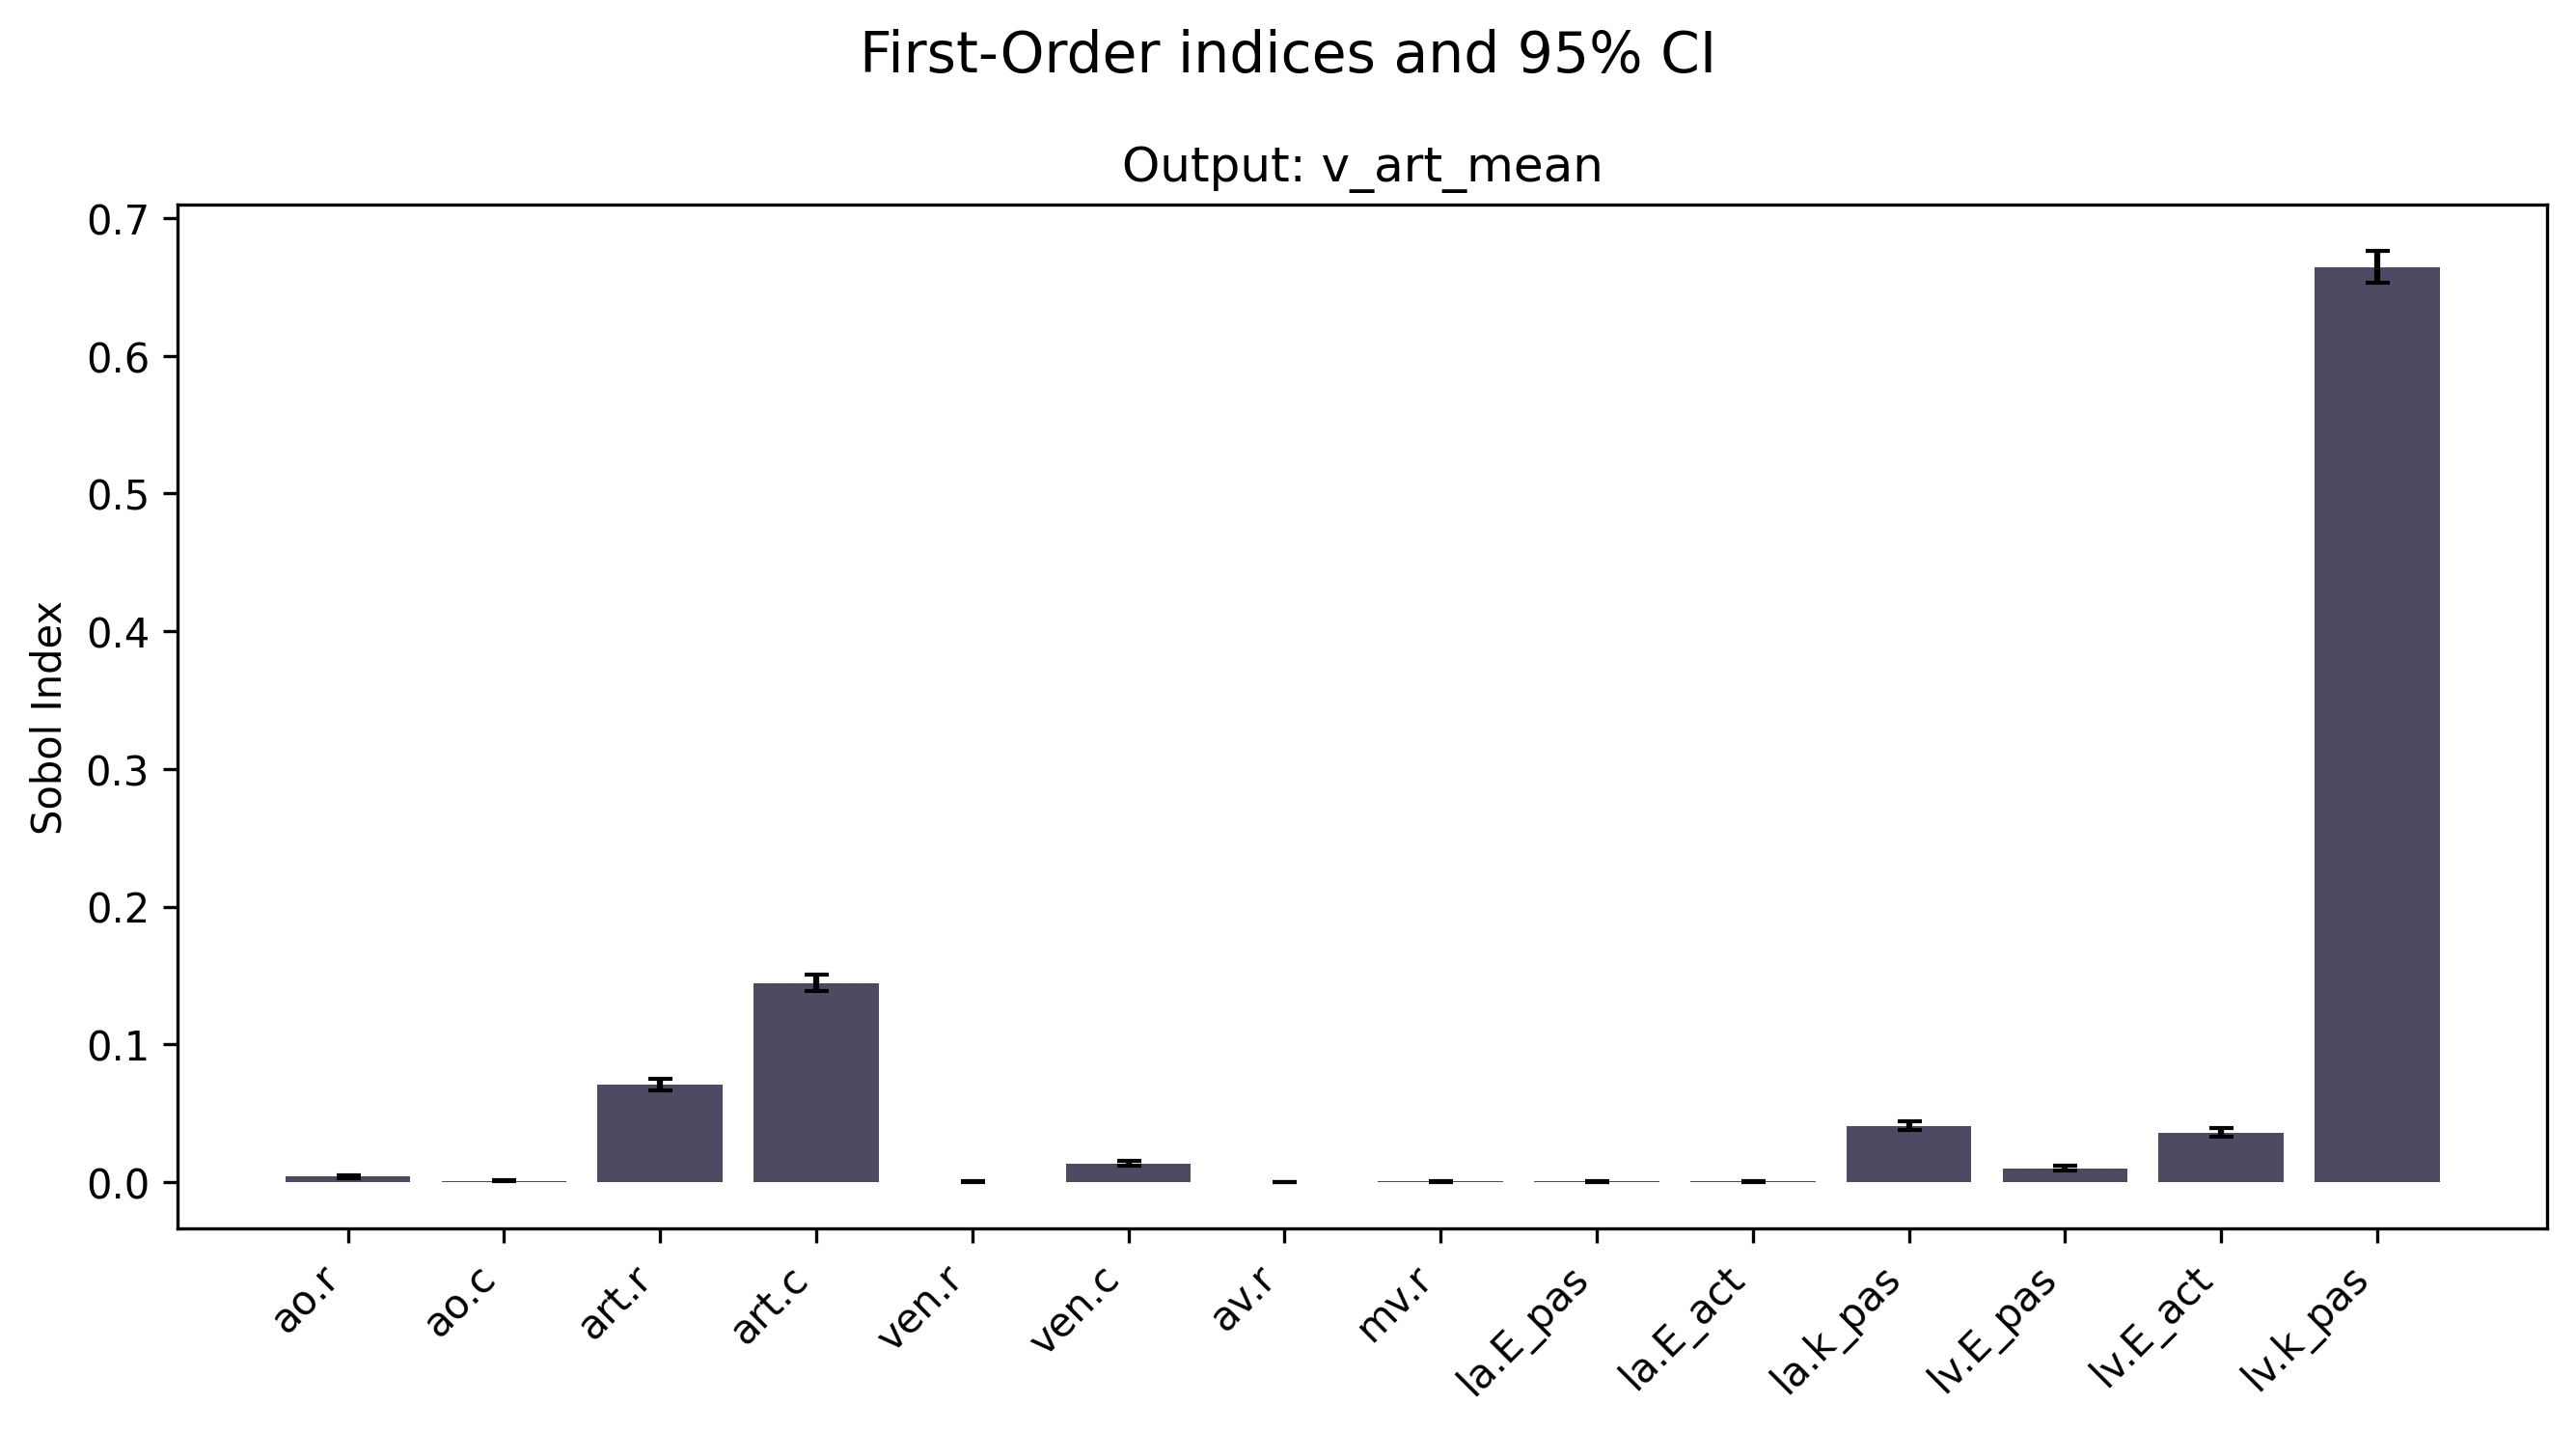 First-Order indices and 95% CI
Output: v_art_mean
Sobol Index
0.7
0.6
0.5
0.4
0.3
0.2
0.1
0.0
ao.r
ao.c
art.r
art.c
ven.r
ven.c
av.r
mv.r
la.E_pas
la.E_act
la.k_pas
lv.E_pas
lv.E_act
lv.k_pas